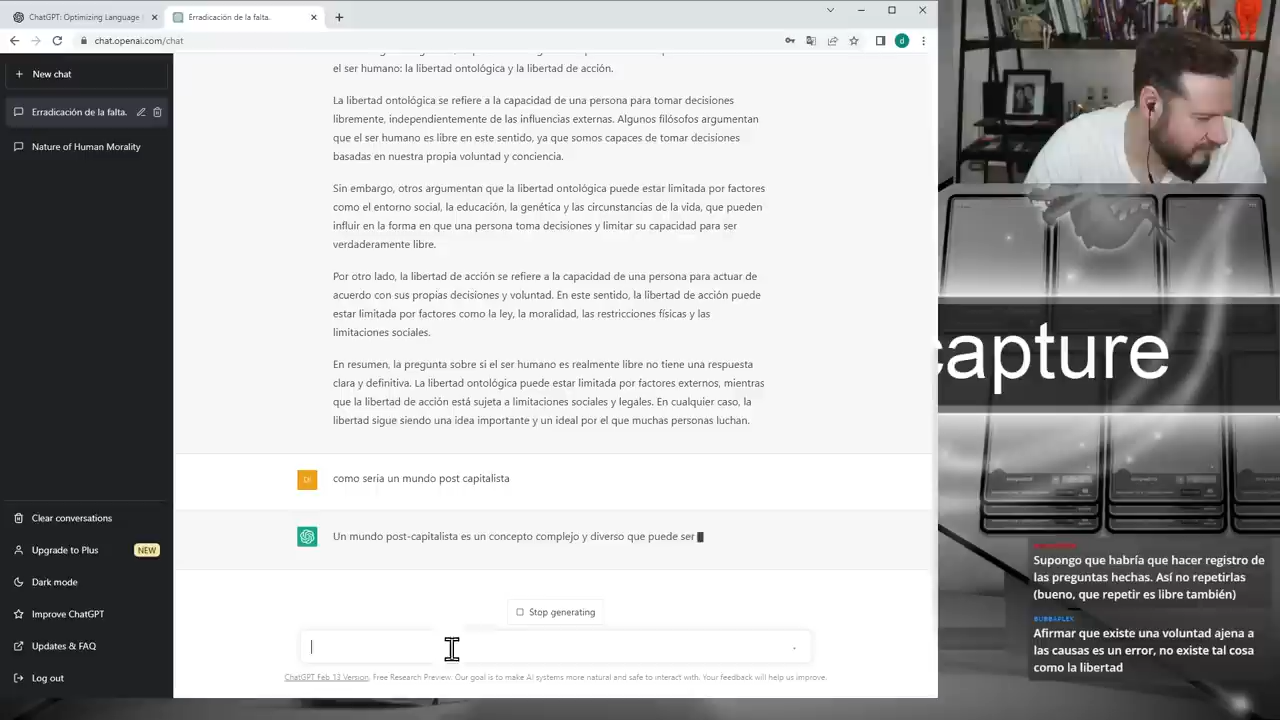 ChatGPT: Optimizing Language
Erradicación de la falta.
chat.openai.com/chat
d
New chat
Erradicación de la falta.
Nature of Human Morality
Clear conversations
Upgrade to Plus
NEW
Dark mode
Improve ChatGPT
Updates & FAQ
Log out
el ser humano: la libertad ontológica y la libertad de acción.
La libertad ontológica se refiere a la capacidad de una persona para tomar decisiones
libremente, independientemente de las influencias externas. Algunos filósofos argumentan
que el ser humano es libre en este sentido, ya que somos capaces de tomar decisiones
basadas en nuestra propia voluntad y conciencia.
Sin embargo, otros argumentan que la libertad ontológica puede estar limitada por factores
como el entorno social, la educación, la genética y las circunstancias de la vida, que pueden
influir en la forma en que una persona toma decisiones y limitar su capacidad para ser
verdaderamente libre.
Por otro lado, la libertad de acción se refiere a la capacidad de una persona para actuar de
acuerdo con sus propias decisiones y voluntad. En este sentido, la libertad de acción puede
estar limitada por factores como la ley, la moralidad, las restricciones físicas y las
limitaciones sociales.
En resumen, la pregunta sobre si el ser humano es realmente libre no tiene una respuesta
clara y definitiva. La libertad ontológica puede estar limitada por factores externos, mientras
que la libertad de acción está sujeta a limitaciones sociales y legales. En cualquier caso, la
libertad sigue siendo una idea importante y un ideal por el que muchas personas luchan.
como seria un mundo post capitalista
Un mundo post-capitalista es un concepto complejo y diverso que puede ser
Stop generating
ChatGPT Feb 13 Version. Free Research Preview. Our goal is to make AI systems more natural and safe to interact with. Your feedback will help us improve.
capture
Supongo que habría que hacer registro de
las preguntas hechas. Así no repetirlas
(bueno, que repetir es libre también)
BUBBAFLEX
Afirmar que existe una voluntad ajena a
las causas es un error, no existe tal cosa
como la libertad